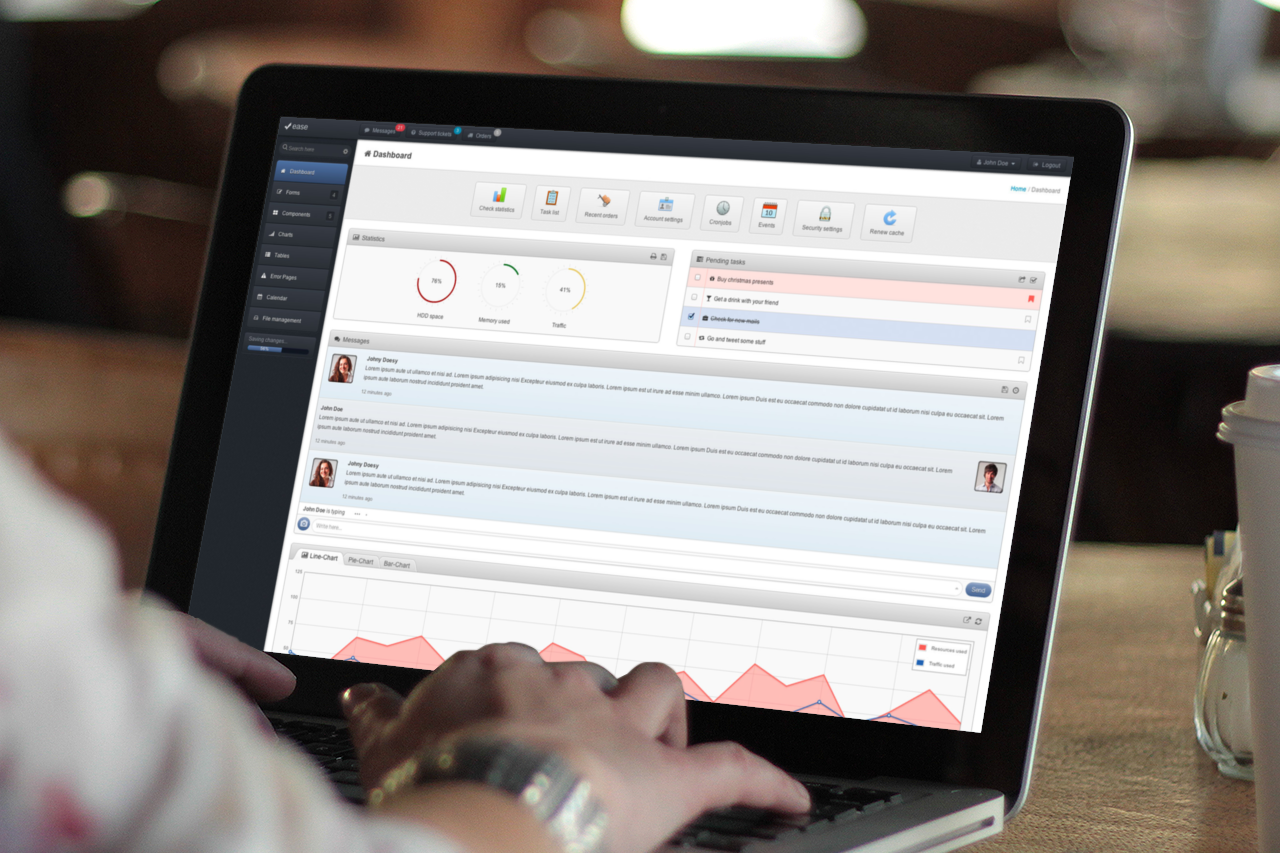 ease
Messages
Support tickets
Orders
John Doe
Logout
Search here
Dashboard
Forms
Components
Charts
Tables
Error Pages
Calendar
File management
Saving changes..
Dashboard
Home / Dashboard
Check statistics
Task list
Recent orders
Account settings
Cronjobs
10
Events
Security settings
Renew cache
Statistics
76%
HDD space
15%
Memory used
41%
Traffic
Pending tasks
Buy christmas presents
Get a drink with your friend
Check for new mails
Go and tweet some stuff
Messages
Johny Doesy
Lorem ipsum aute ut ullamco et nisi ad. Lorem ipsum adipisicing nisi Excepteur eiusmod ex culpa laboris. Lorem ipsum est ut irure ad esse minim ullamco. Lorem ipsum Duis est eu occaecat commodo non dolore cupidatat ut id laborum nisi culpa eu occaecat sit. Lorem
ipsum aute laborum nostrud incididunt proident amet.
12 minutes ago
John Doe
Lorem ipsum aute ut ullamco et nisi ad. Lorem ipsum adipisicing nisi Excepteur eiusmod ex culpa laboris. Lorem ipsum est ut irure ad esse minim ullamco. Lorem ipsum Duis est eu occaecat commodo non dolore cupidatat ut id laborum nisi culpa eu occaecat sit. Lorem
ipsum aute laborum nostrud incididunt proident amet.
12 minutes ago
Johny Doesy
Lorem ipsum aute ut ullamco et nisi ad. Lorem ipsum adipisicing nisi Excepteur eiusmod ex culpa laboris. Lorem ipsum est ut irure ad esse minim ullamco. Lorem ipsum Duis est eu occaecat commodo non dolore cupidatat ut id laborum nisi culpa eu occaecat sit. Lorem
ipsum aute laborum nostrud incididunt proident amet.
12 minutes ago
John Doe is typing
Write here...
Send
Line-Chart
Pie-Chart
Bar-Chart
125
100
75
50
Resources used
Traffic used